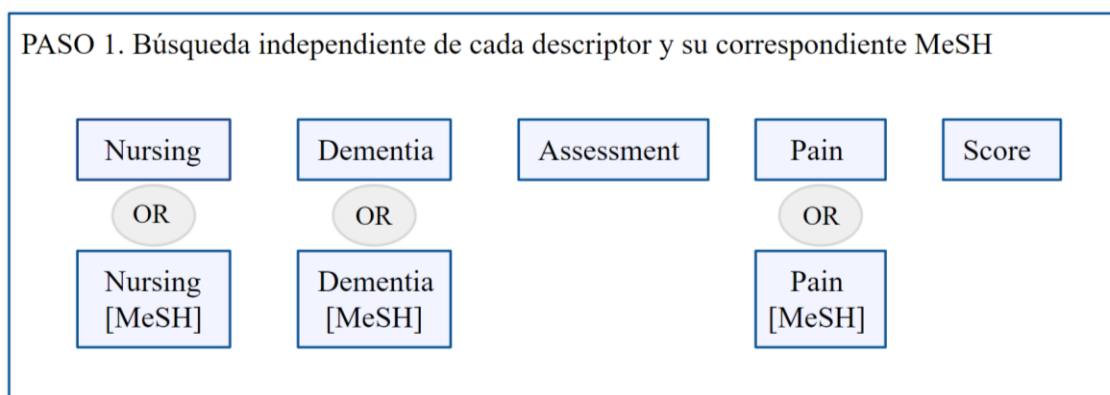 PASO 1. Búsqueda independiente de cada descriptor y su correspondiente MeSH
Nursing
Dementia
Assessment
Pain
Score
OR
OR
OR
Nursing
[MeSH]
Dementia
[MeSH]
Pain
[MeSH]